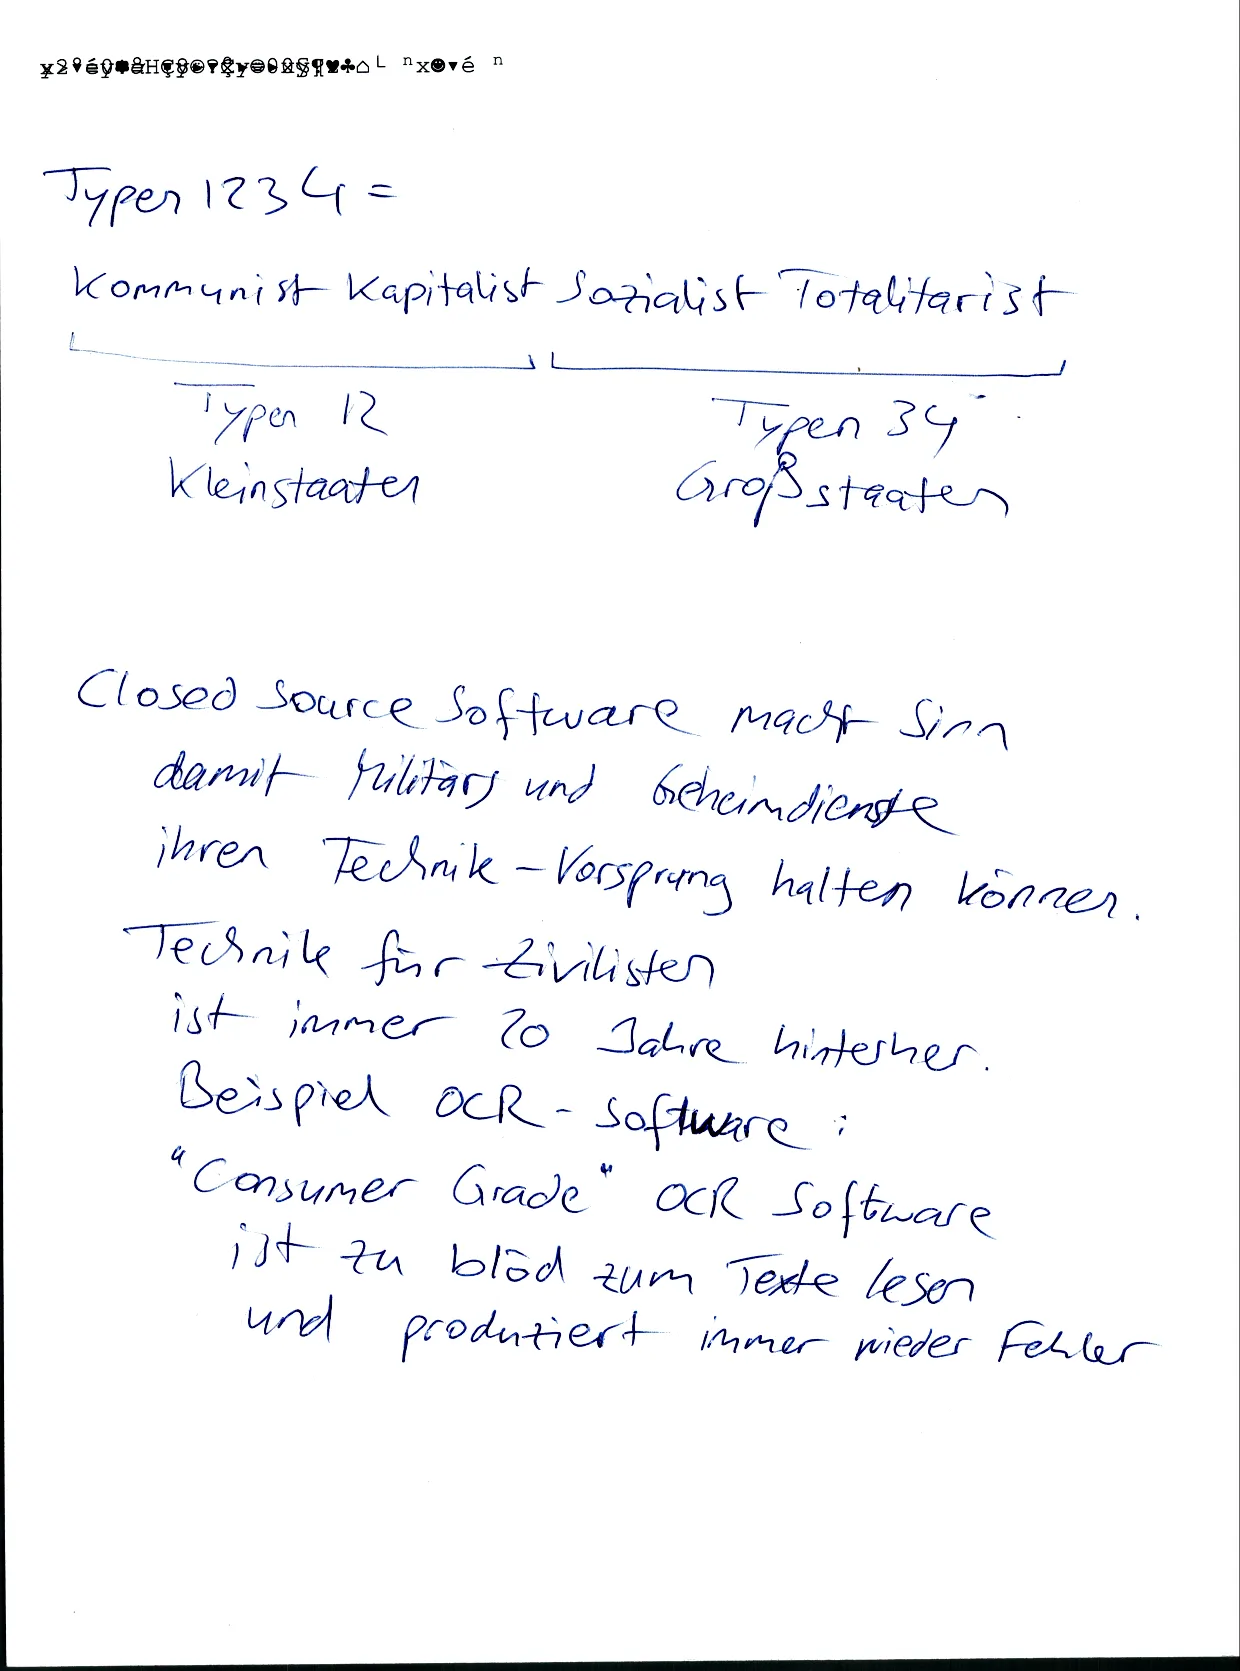 Typen 1234 =
Kommunist Kapitalist Sozialist Totalitarist
Typen 12 Typen 34
Kleinstaaten Großstaaten
Closed Source Software macht Sinn
damit Militärs und Geheimdienste
ihren Technik-Vorsprung halten können.
Technik für Zivilisten
ist immer 20 Jahre hinterher.
Beispiel OCR-Software:
"Consumer Grade" OCR Software
ist zu blöd zum Texte lesen
und produziert immer wieder Fehler